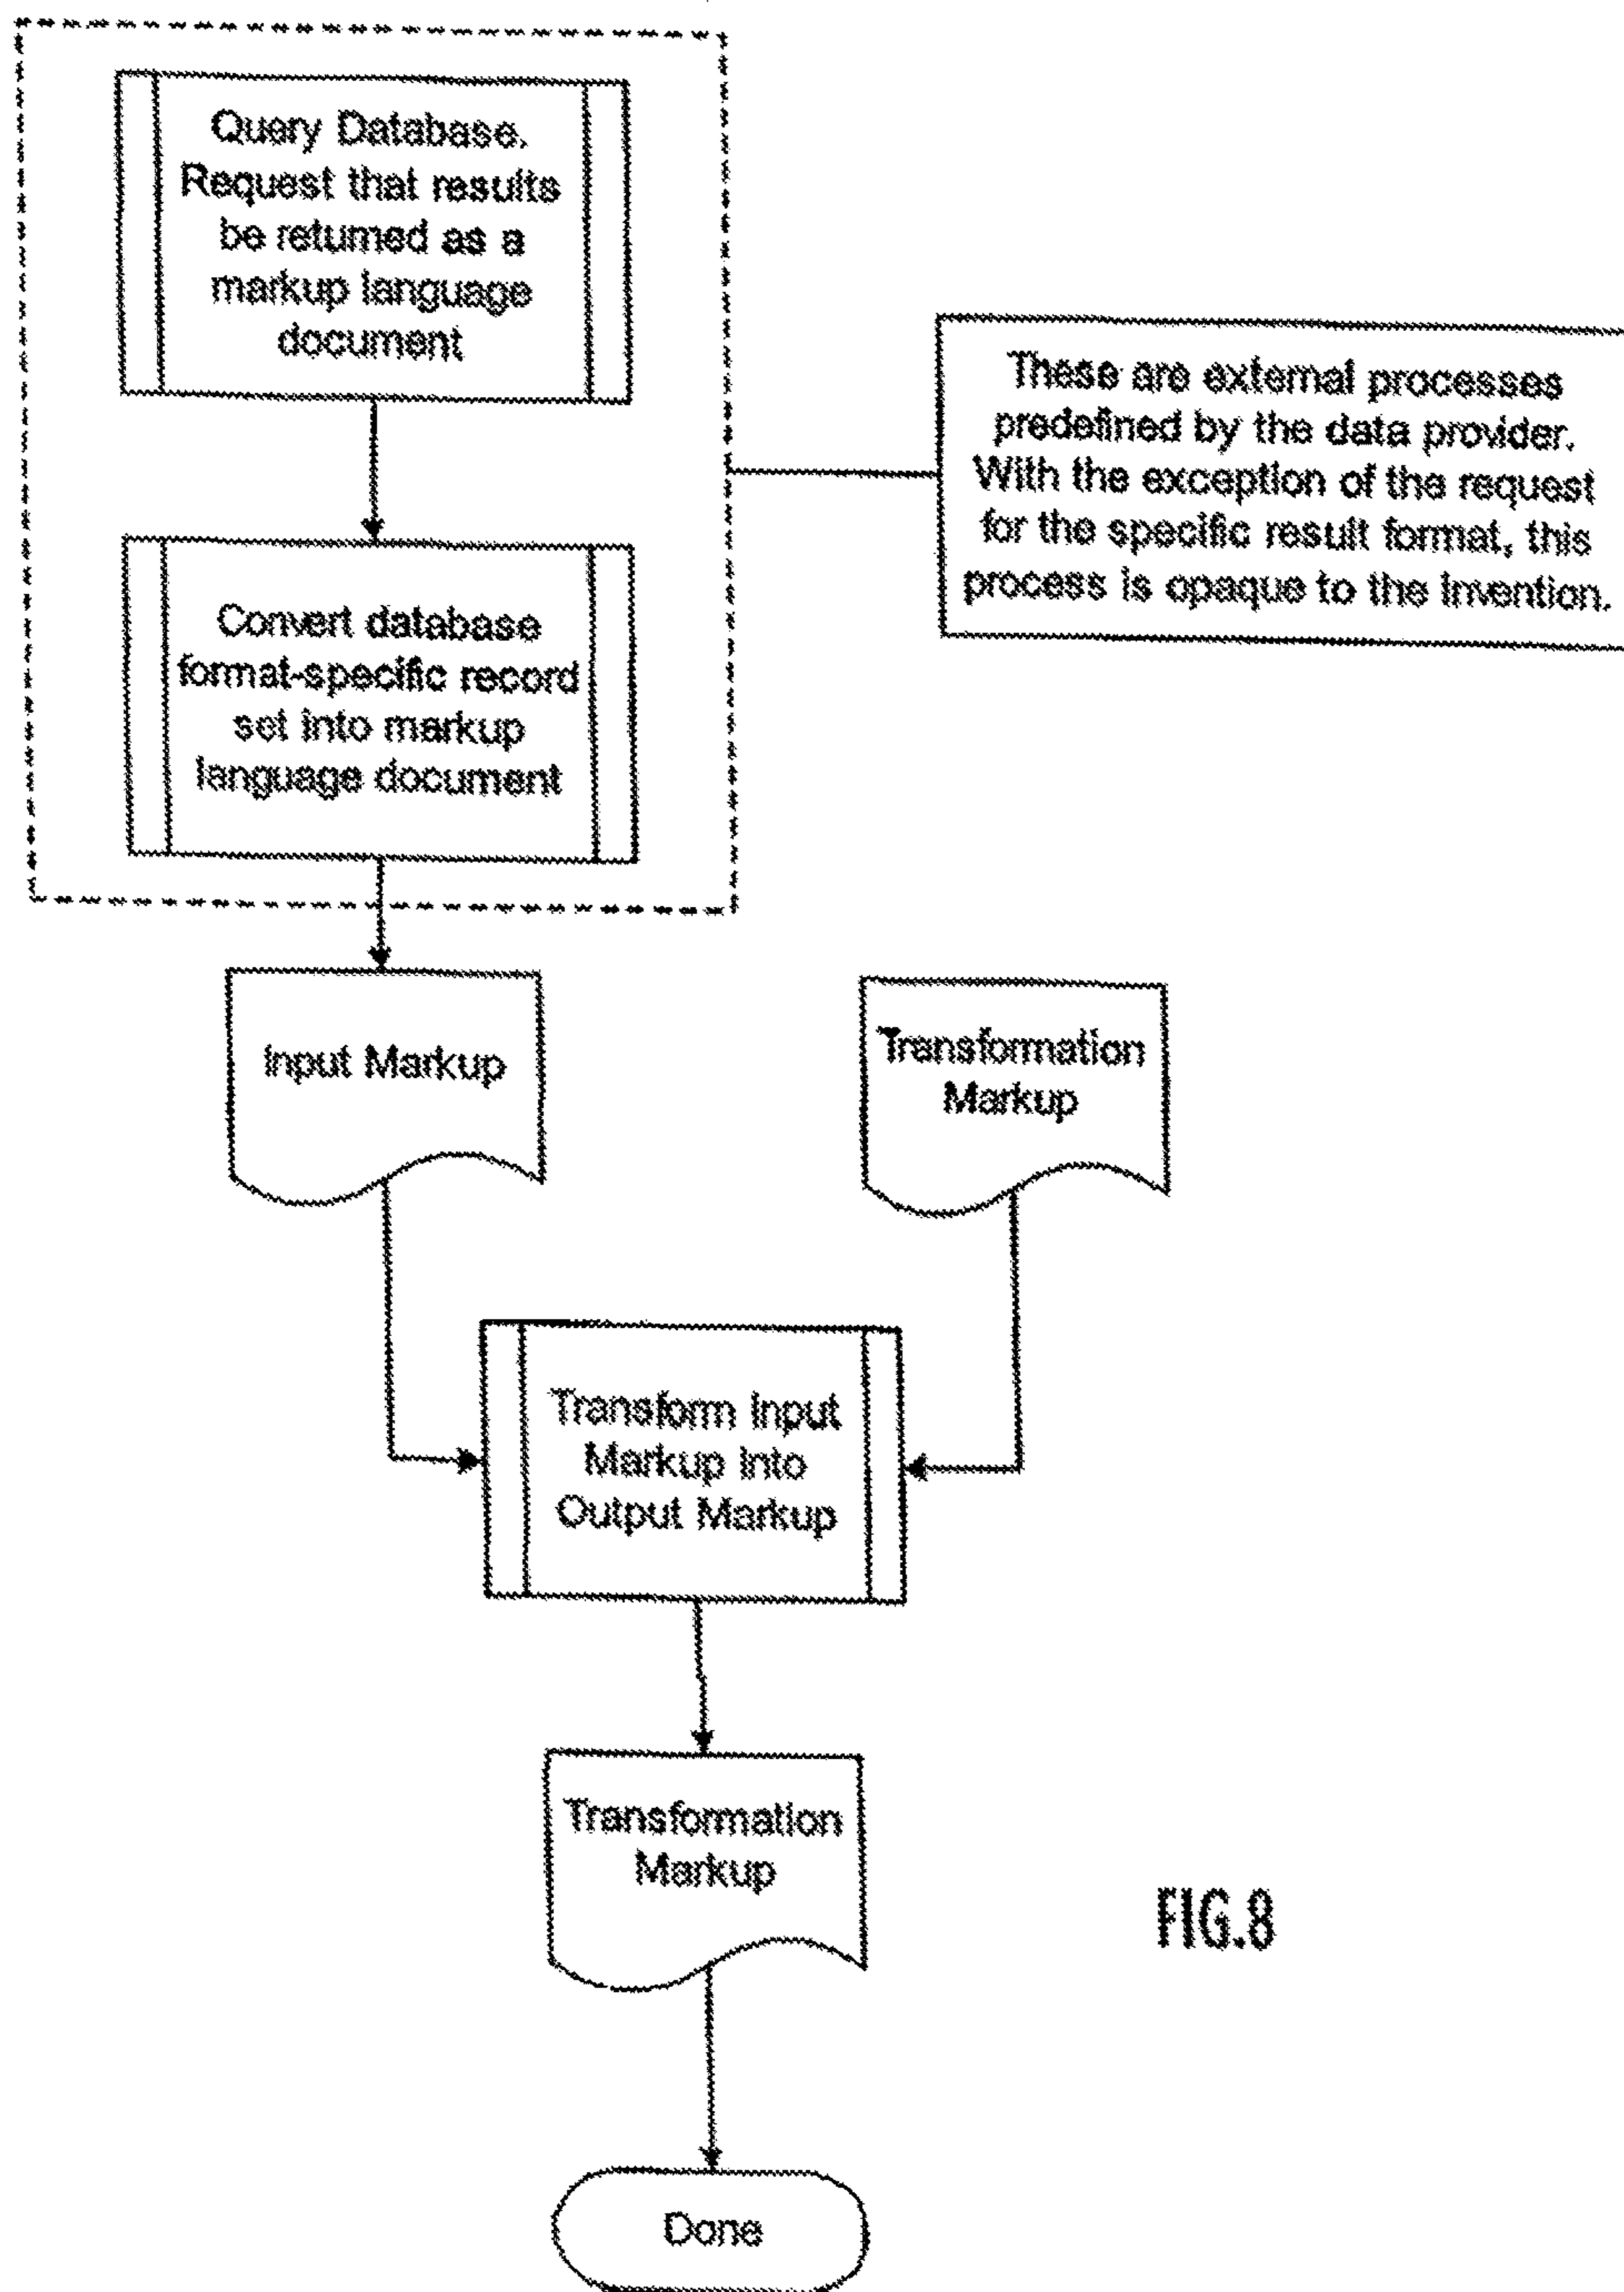 Query Database.
Request that results
be returned as a
markup language
document
These are external processes
predefined by the data provider.
With the exception of the request
for the specific result format, this
process is opaque to the Invention.
Convert database
format-specific record
set into markup
language document
Input Markup
Transformation
Markup
Transform Input
Markup into
Output Markup
Transformation
Markup
FIG.8
Done